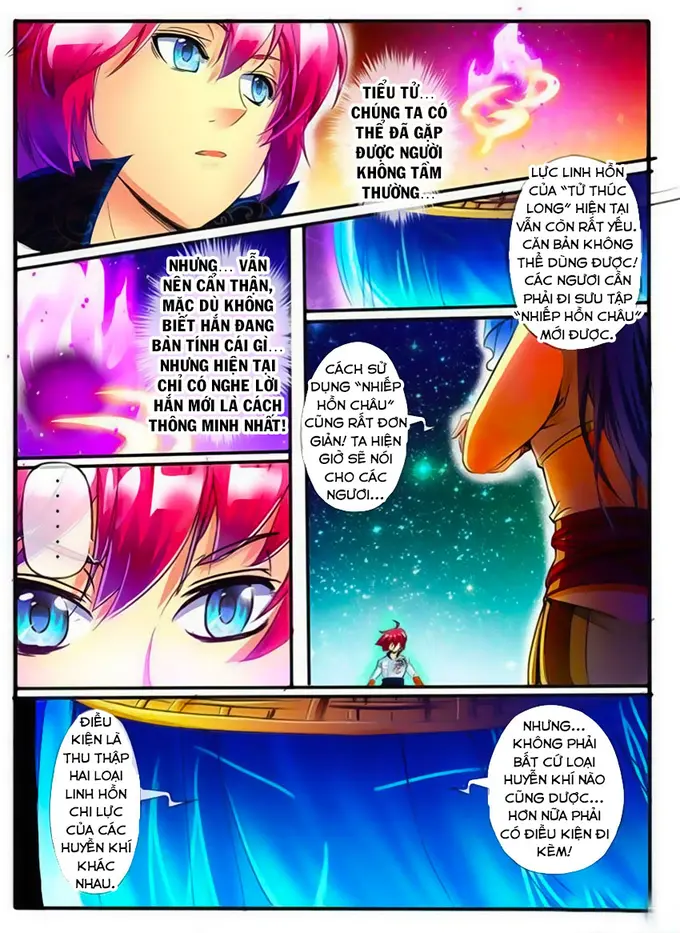 TIỂU TỬ...
CHÚNG TA CÓ
THỂ ĐÃ GẶP
ĐƯỢC NGƯỜI
KHÔNG TẦM
THƯỜNG...
LỰC LINH HỒN
CỦA "TỬ THÚC
LONG" HIỆN TẠI
VẪN CÒN RẤT YẾU.
CĂN BẢN KHÔNG
THỂ DÙNG ĐƯỢC!
CÁC NGƯƠI CẦN
PHẢI ĐI SƯU TẬP
"NHIẾP HỒN CHÂU"
MỚI ĐƯỢC.
NHƯNG... VẪN
NÊN CẨN THẬN,
MẶC DÙ KHÔNG
BIẾT HẮN ĐANG
BÀN TÍNH CÁI GÌ...
NHƯNG HIỆN TẠI
CHỈ CÓ NGHE LỜI
HẮN MỚI LÀ CÁCH
THÔNG MINH NHẤT!
CÁCH SỬ
DỤNG "NHIẾP
HỒN CHÂU"
CŨNG RẤT ĐƠN
GIẢN! TA HIỆN
GIỜ SẼ NÓI
CHO CÁC
NGƯƠI...
......
NHƯNG...
KHÔNG PHẢI
BẤT CỨ LOẠI
HUYỄN KHÍ NÀO
CŨNG DƯỢC...
HƠN NỮA PHẢI
CÓ ĐIỀU KIỆN ĐI
KÈM!
ĐIỀU
KIỆN LÀ
THU THẬP
HAI LOẠI
LINH HỒN
CHI LỰC
CỦA CÁC
HUYỄN KHÍ
KHÁC
NHAU.